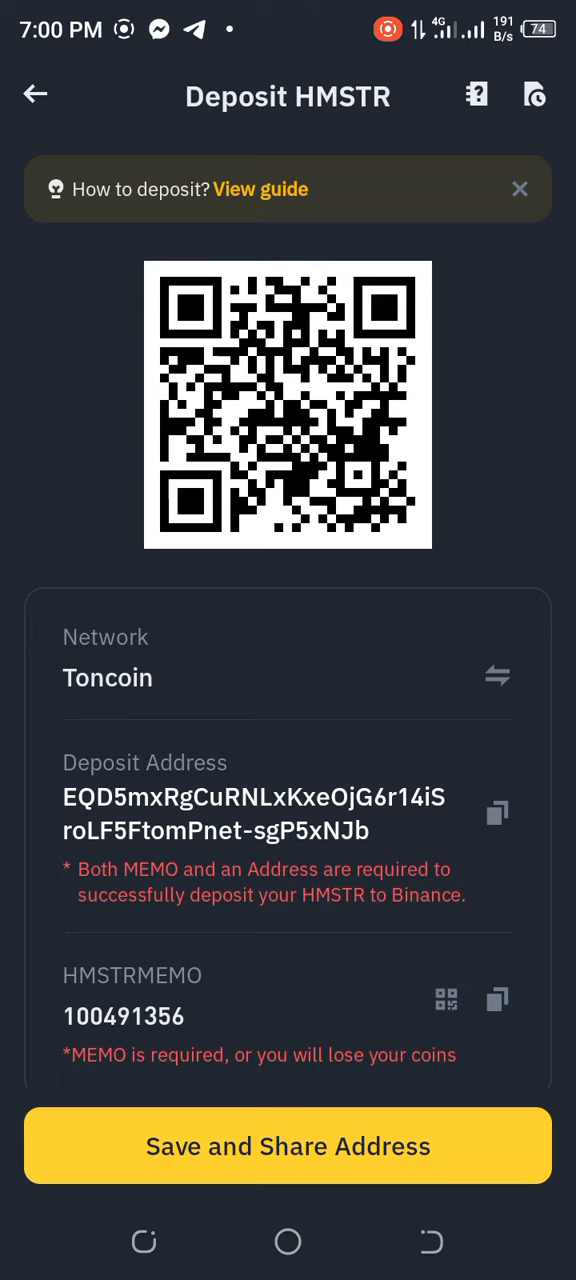 7:00 PM
4G
191
B/s
74
Deposit HMSTR
How to deposit? View guide
Network
Toncoin
Deposit Address
EQD5mxRgCuRNLxKxeOjG6r14iS
roLF5FtomPnet-sgP5xNJb
* Both MEMO and an Address are required to
successfully deposit your HMSTR to Binance.
HMSTRMEMO
100491356
*MEMO is required, or you will lose your coins
Save and Share Address